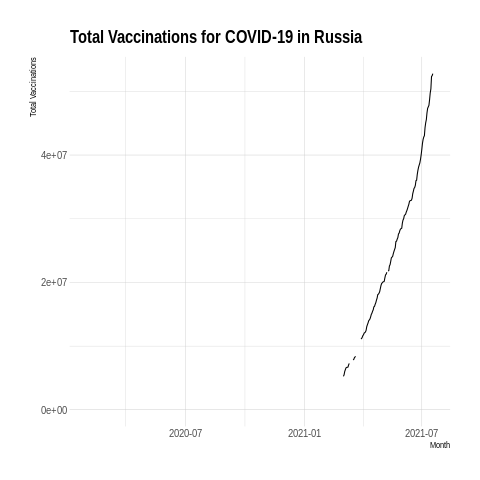 Total Vaccinations for COVID-19 in Russia
Total Vaccinations
4e+07
2e+07
0e+00
2020-07
2021-01
2021-07
Month